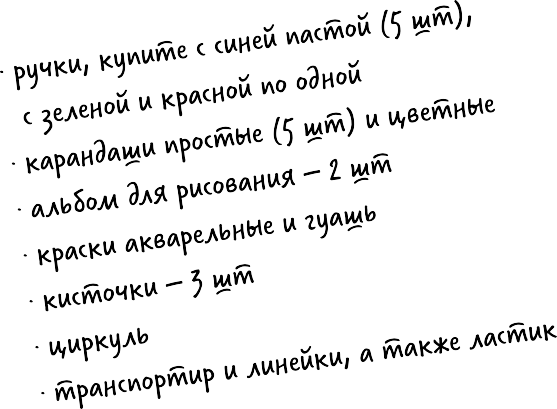 · ручки, купите с синей пастой (5 шт),
с зеленой и красной по одной
· карандаши простые (5 шт) и цветные
· альбом для рисования – 2 шт
· краски акварельные и гуашь
· кисточки – 3 шт
· циркуль
· транспортир и линейки, а также ластик